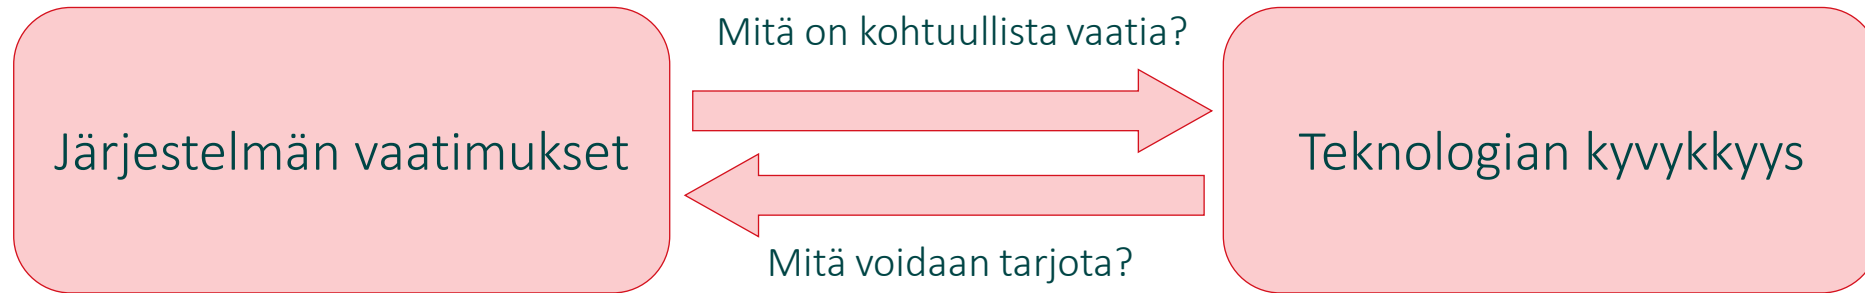 Mitä on kohtuullista vaatia?
Järjestelmän vaatimukset
Teknologian kyvykkyys
Mitä voidaan tarjota?